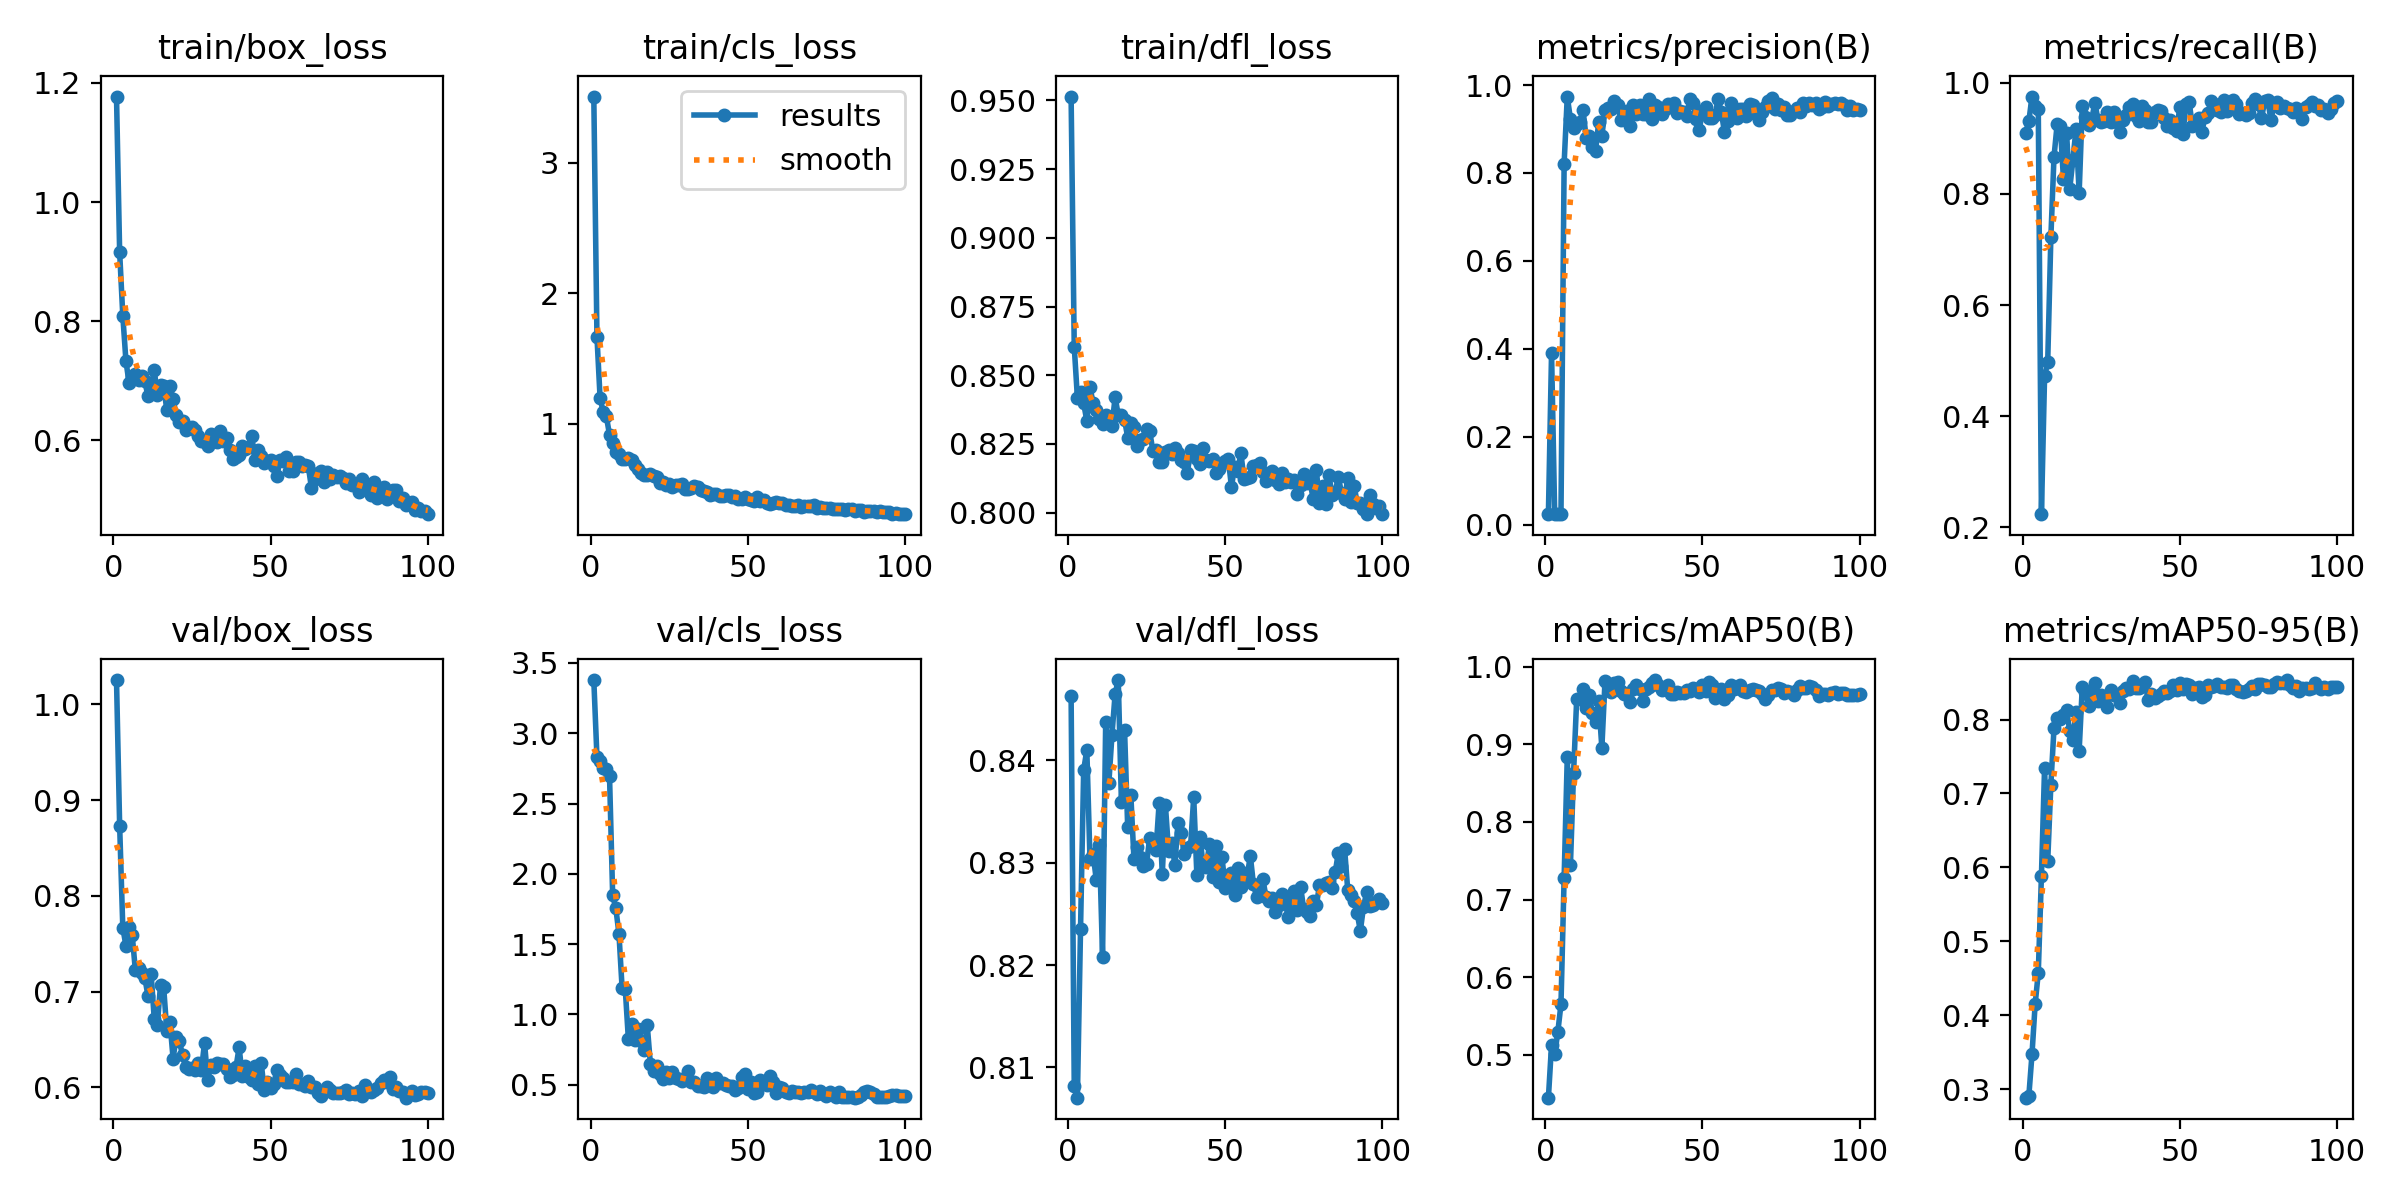 train/box_loss
1.2
1.0
0.8
0.6
0 50 100
train/cls_loss
results
smooth
3
2
1
0 50 100
train/dfl_loss
0.950
0.925
0.900
0.875
0.850
0.825
0.800
0 50 100
metrics/precision(B)
1.0
0.8
0.6
0.4
0.2
0.0
0 50 100
metrics/recall(B)
1.0
0.8
0.6
0.4
0.2
0 50 100
val/box_loss
1.0
0.9
0.8
0.7
0.6
0 50 100
val/cls_loss
3.5
3.0
2.5
2.0
1.5
1.0
0.5
0 50 100
val/dfl_loss
0.84
0.83
0.82
0.81
0 50 100
metrics/mAP50(B)
1.0
0.9
0.8
0.7
0.6
0.5
0 50 100
metrics/mAP50-95(B)
0.8
0.7
0.6
0.5
0.4
0.3
0 50 100